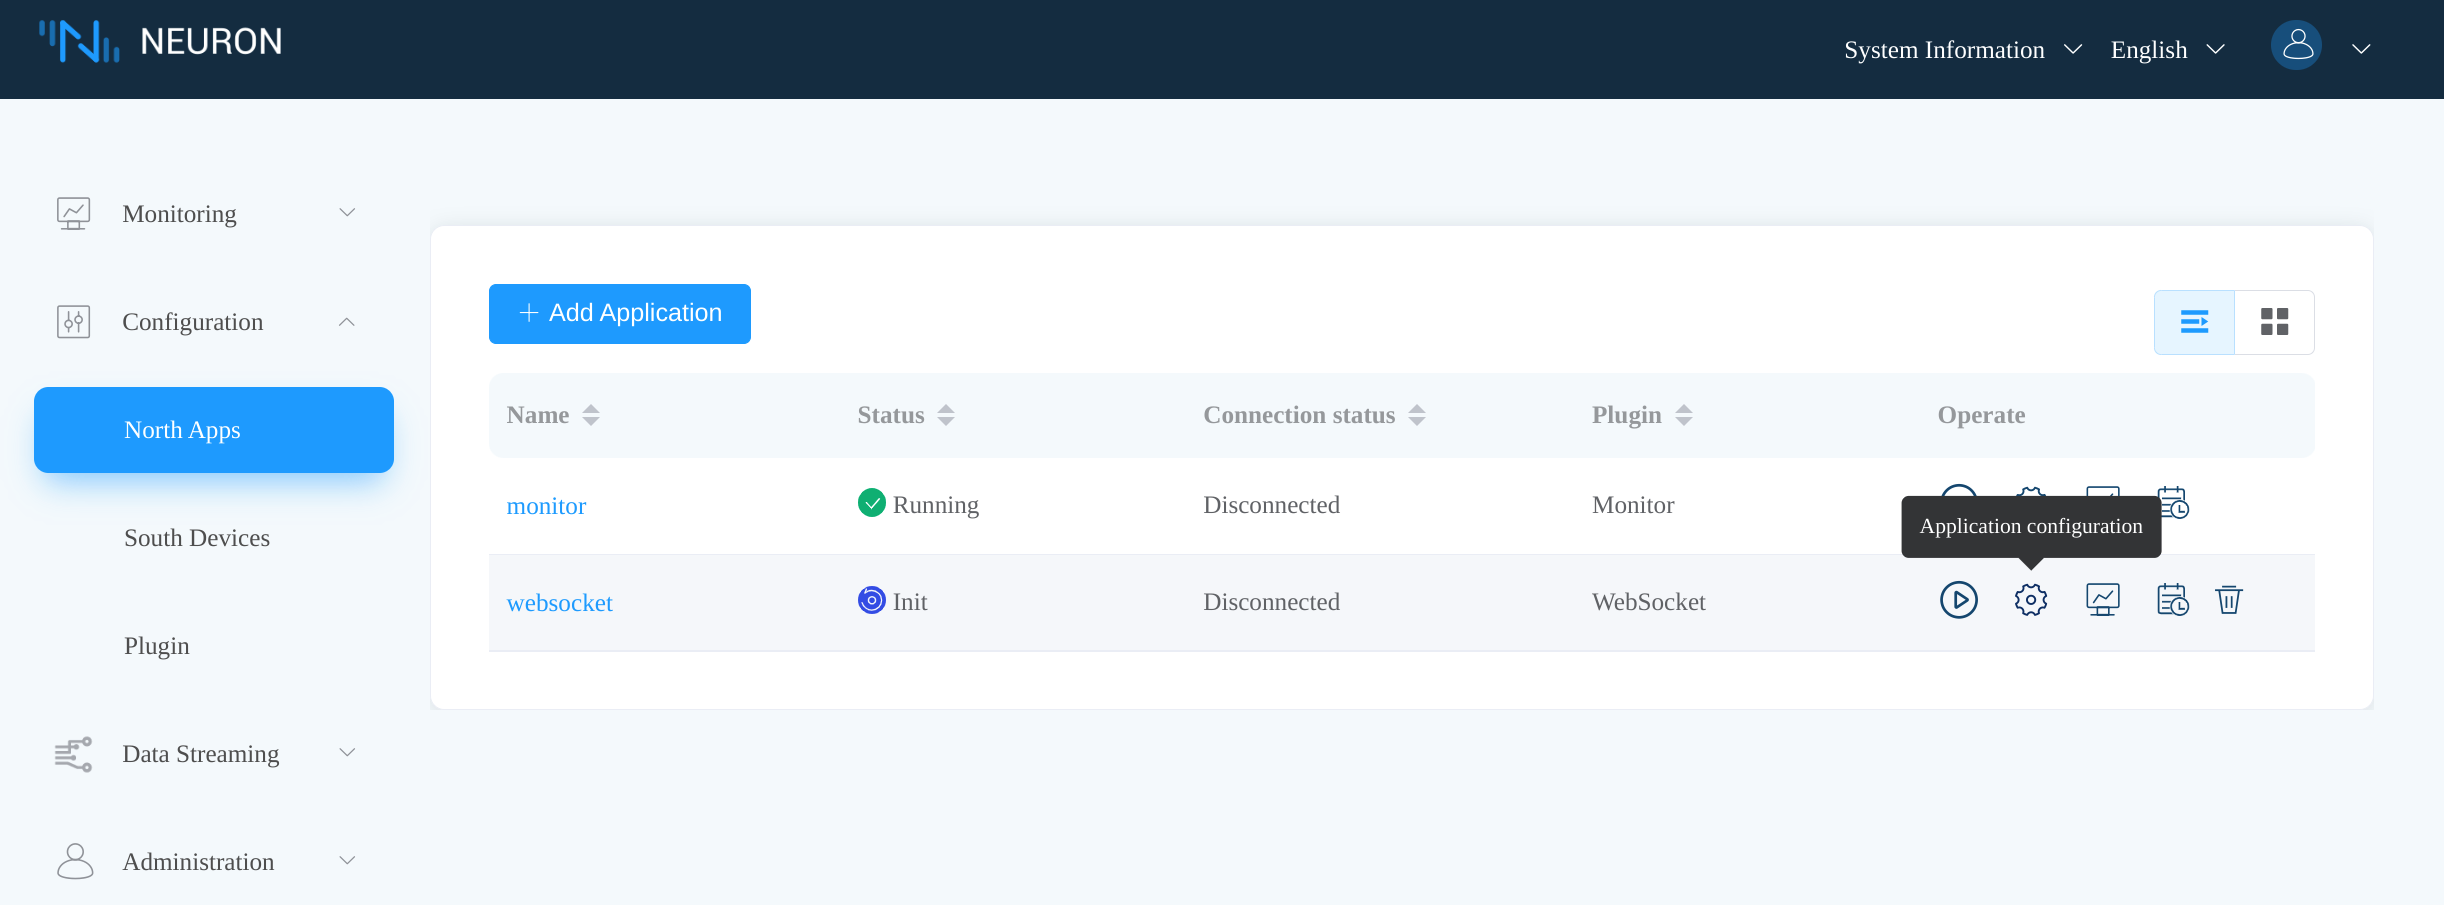 NEURON
System Information
English
Monitoring
Configuration
North Apps
South Devices
Plugin
Data Streaming
Administration
Add Application
Name Status Connection status Plugin Operate
monitor Running Disconnected Monitor
Application configuration
websocket Init Disconnected WebSocket